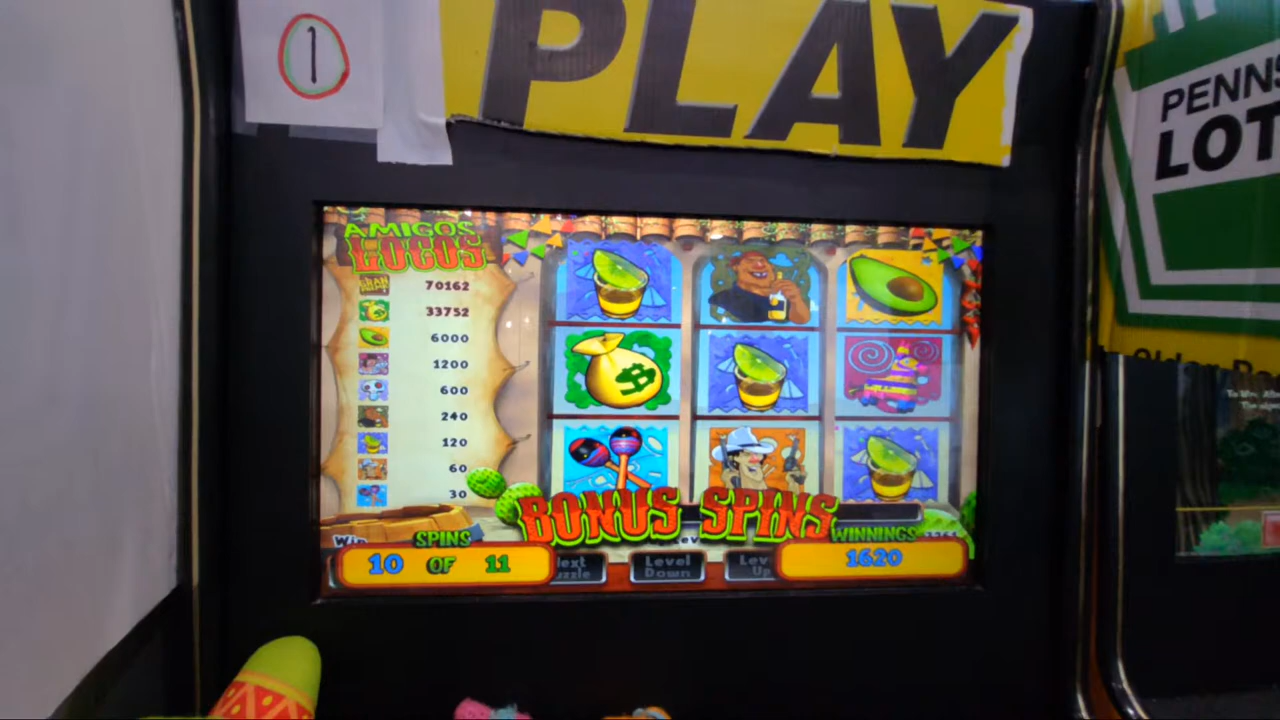 1
PLAY
PENNS
LOT
AMIGOS
LOCOS
70162
33752
6000
1200
600
240
120
60
30
BONUS SPINS
Win
SPINS
10 OF 11
Level
Down
WINNINGS
1620